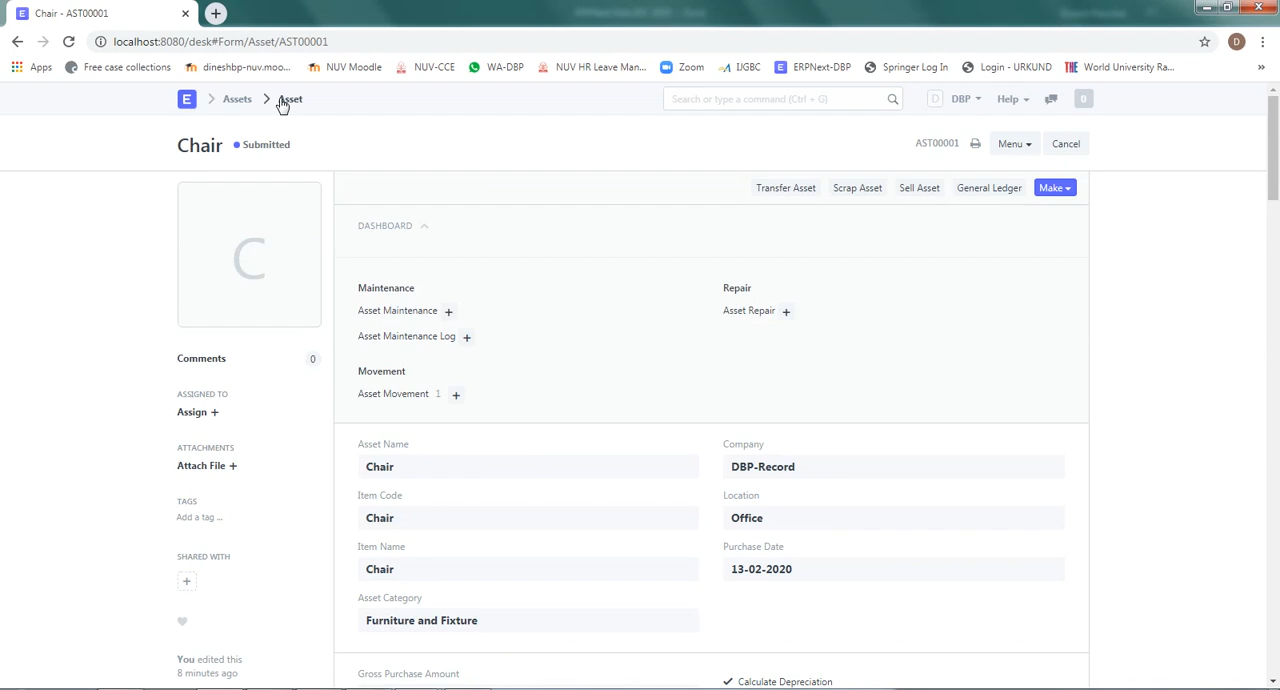 E Chair - AST00001
localhost:8080/desk#Form/Asset/AST00001 D
Apps Free case collections dineshbp-nuv.moo... NUV Moodle NUV-CCE WA-DBP NUV HR Leave Man... Zoom IJGBC E ERPNext-DBP Springer Log In Login - URKUND THE World University Ra... »
E Assets Asset Search or type a command (Ctrl + G) D DBP Help 0
Chair Submitted AST00001 Menu Cancel
Transfer Asset Scrap Asset Sell Asset General Ledger Make
C
DASHBOARD
Maintenance Repair
Asset Maintenance + Asset Repair +
Asset Maintenance Log +
Comments 0
Movement
Asset Movement 1 +
ASSIGNED TO
Assign +
ATTACHMENTS
Attach File +
TAGS
Add a tag ...
SHARED WITH
+
You edited this
8 minutes ago
Asset Name Company
Chair DBP-Record
Item Code Location
Chair Office
Item Name Purchase Date
Chair 13-02-2020
Asset Category
Furniture and Fixture
Gross Purchase Amount ✓ Calculate Depreciation